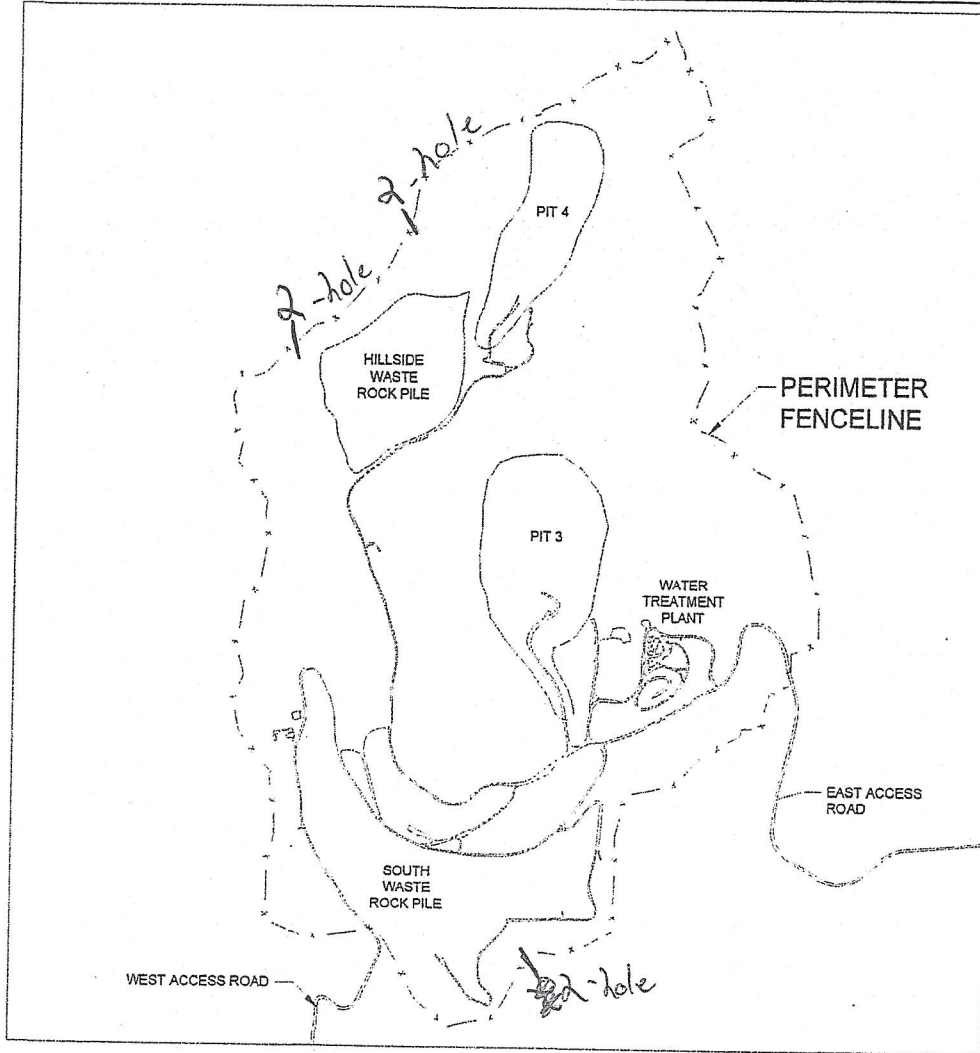 2-hole
PIT 4
2-hole
HILLSIDE
WASTE
ROCK PILE
PERIMETER
FENCELINE
PIT 3
WATER
TREATMENT
PLANT
EAST ACCESS
ROAD
SOUTH
WASTE
ROCK PILE
WEST ACCESS ROAD
2-hole